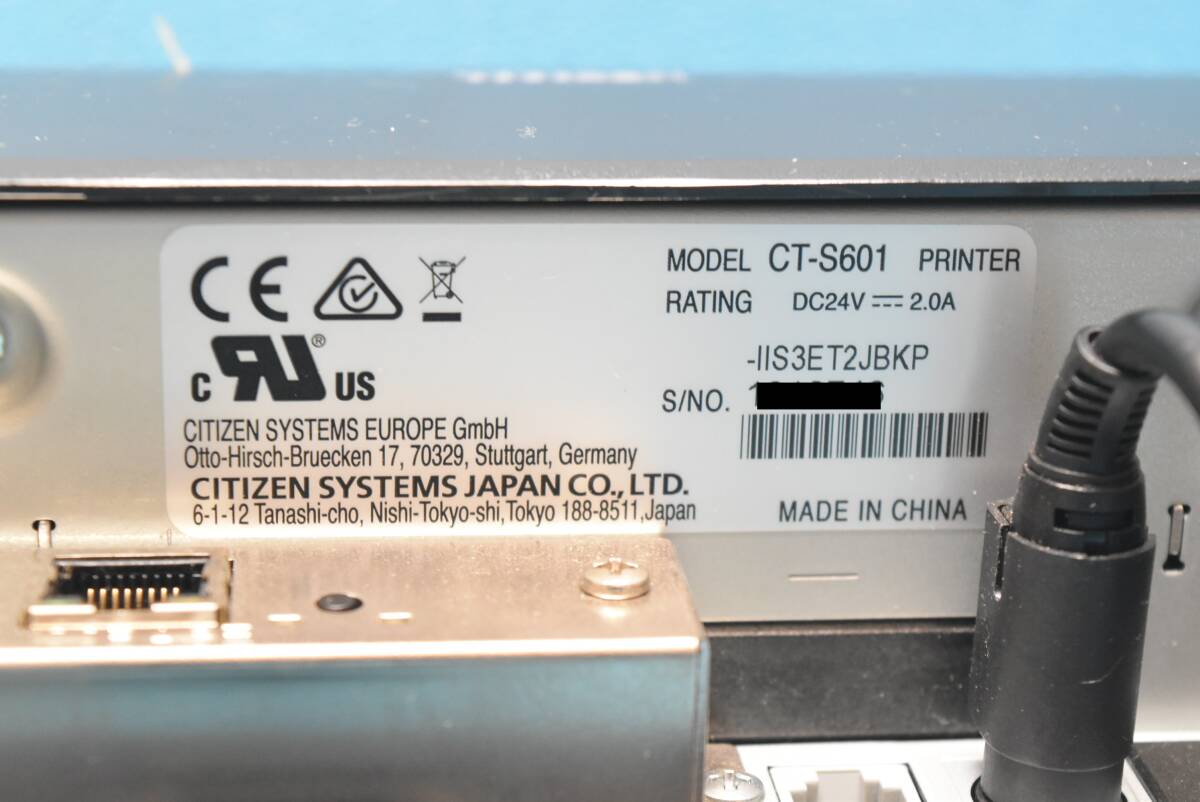 CE
MODEL CT-S601 PRINTER
RATING DC24V ⎓ 2.0A
-IIS3ET2JBKP
S/NO.
C RU® US
CITIZEN SYSTEMS EUROPE GmbH
Otto-Hirsch-Bruecken 17, 70329, Stuttgart, Germany
CITIZEN SYSTEMS JAPAN CO., LTD.
6-1-12 Tanashi-cho, Nishi-Tokyo-shi, Tokyo 188-8511, Japan
MADE IN CHINA